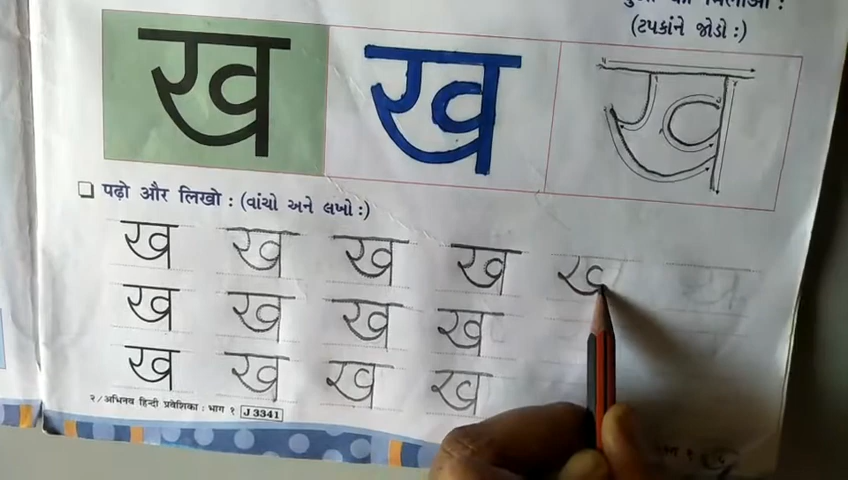 (ટપકાંને જોડો :)
ख ख ख
पढ़ो और लिखो : (વાંચો અને લખો :)
ख ख ख ख ख
ख ख ख ख
ख ख ख ख
२/अभिनव हिन्दी प्रवेशिका : भाग १ J 3341